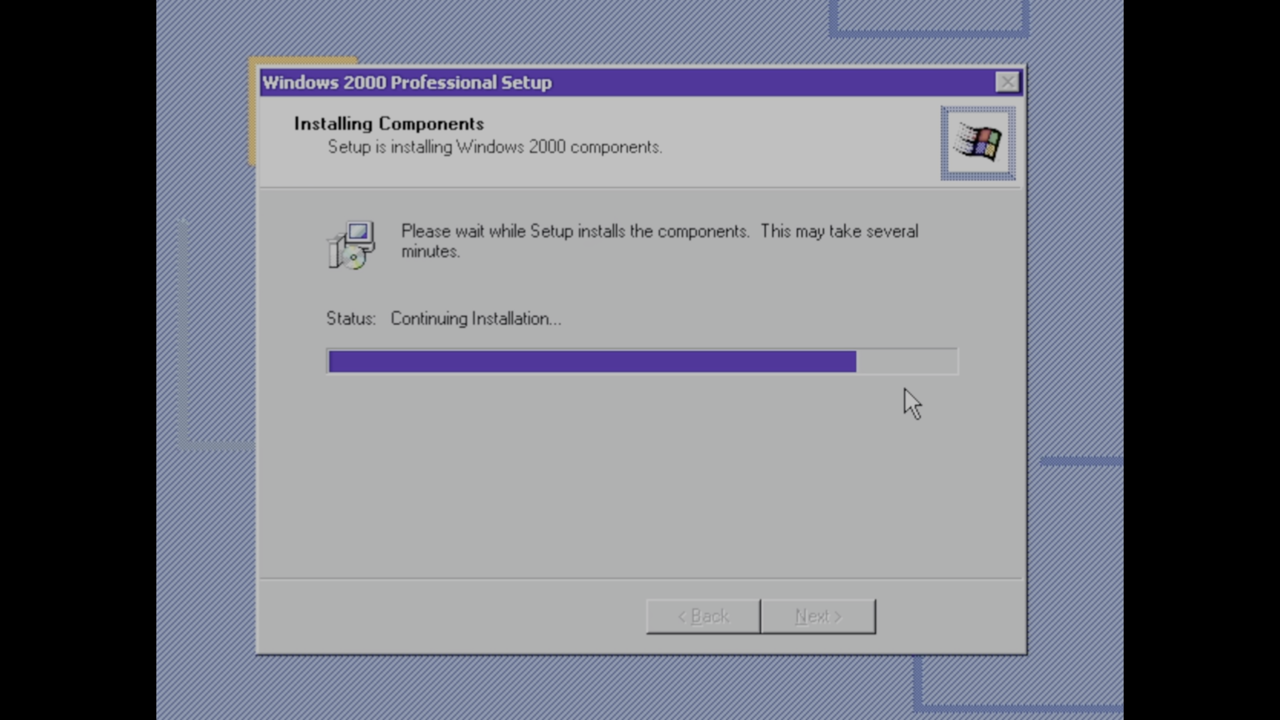 Windows 2000 Professional Setup
Installing Components
Setup is installing Windows 2000 components.
Please wait while Setup installs the components.  This may take several
minutes.
Status:   Continuing Installation...
< Back
Next >